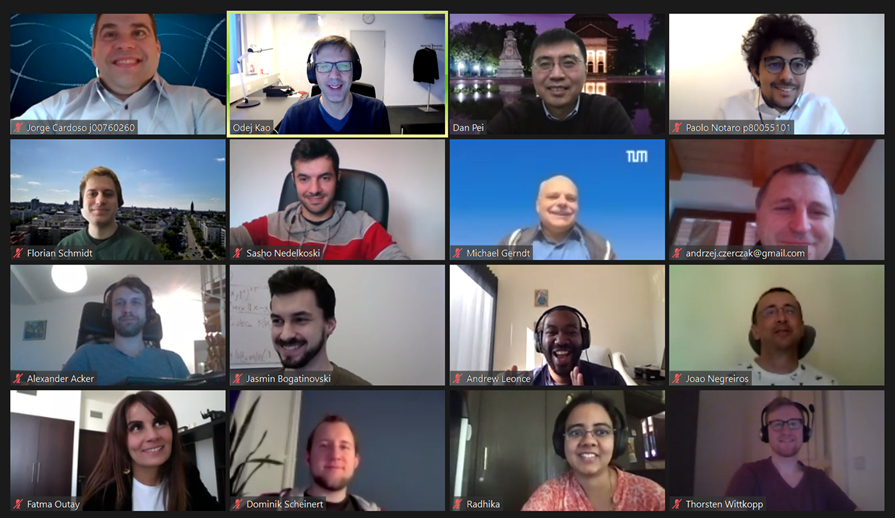 Jorge Cardoso j00760260
Odej Kao
Dan Pei
Paolo Notaro p80055101
TUM
Florian Schmidt
Sasho Nedelkoski
Michael Gerndt
andrzej.czerczak@gmail.com
Alexander Acker
Jasmin Bogatinovski
Andrew Leonce
Joao Negreiros
Fatma Outay
Dominik Scheinert
Radhika
Thorsten Wittkopp